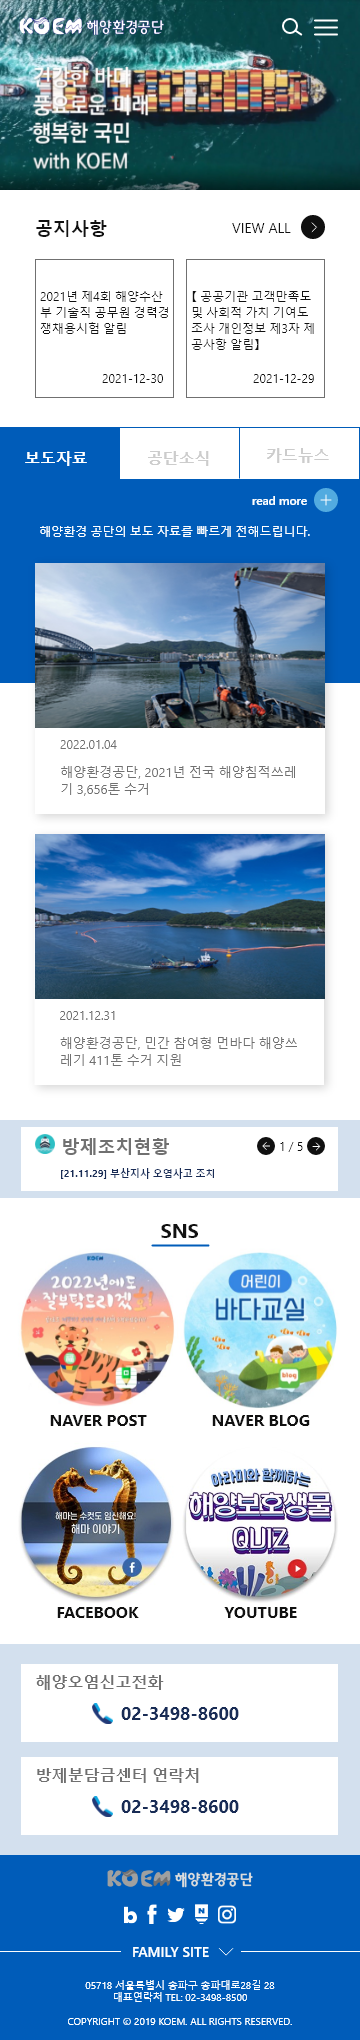 KOEM 해양환경공단
건강한 바다
풍요로운 미래
행복한 국민
with KOEM
공지사항
VIEW ALL
2021년 제4회 해양수산
부 기술직 공무원 경력경
쟁채용시험 알림
2021-12-30
【 공공기관 고객만족도
및 사회적 가치 기여도
조사 개인정보 제3자 제
공사항 알림】
2021-12-29
보도자료
공단소식
카드뉴스
read more
해양환경 공단의 보도 자료를 빠르게 전해드립니다.
2022.01.04
해양환경공단, 2021년 전국 해양침적쓰레
기 3,656톤 수거
2021.12.31
해양환경공단, 민간 참여형 먼바다 해양쓰
레기 411톤 수거 지원
방제조치현황
1 / 5
[21.11.29] 부산지사 오염사고 조치
SNS
KOEM
2022년에도
잘 부탁드리겠
NAVER POST
어린이
바다교실
blog
NAVER BLOG
해마는 수컷도 임신해요!
해마 이야기
FACEBOOK
아라미와 함께하는
해양보호생물
QUIZ
YOUTUBE
해양오염신고전화
02-3498-8600
방제분담금센터 연락처
02-3498-8600
KOEM 해양환경공단
FAMILY SITE
05718 서울특별시 송파구 송파대로28길 28
대표연락처 TEL: 02-3498-8500
COPYRIGHT © 2019 KOEM. ALL RIGHTS RESERVED.